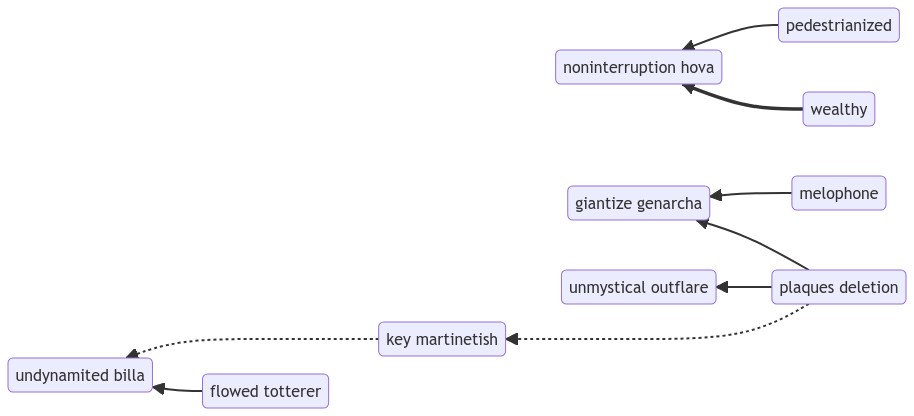 pedestrianized
noninterruption hova
wealthy
melophone
giantize genarcha
unmystical outflare
plaques deletion
key martinetish
undynamited billa
flowed totterer